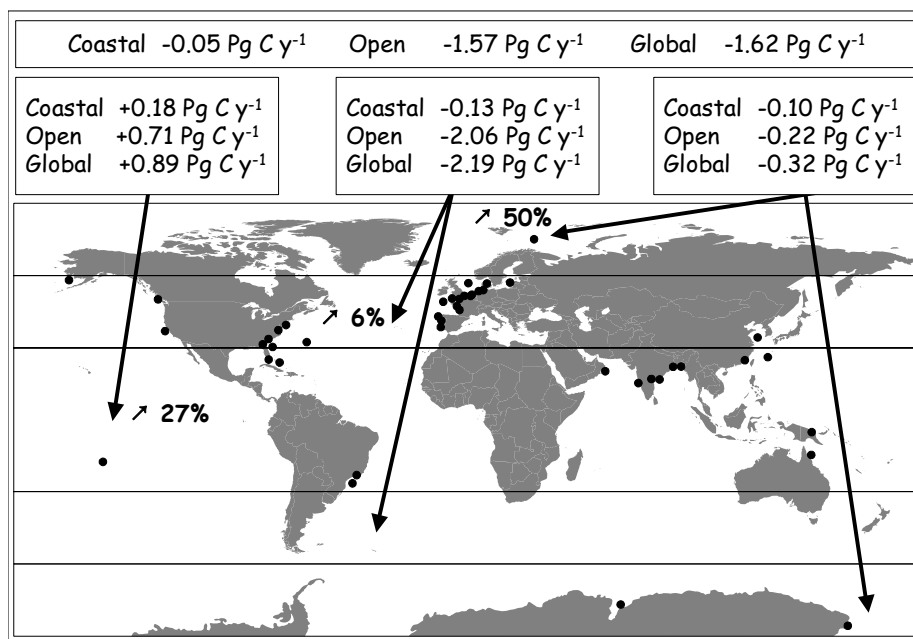 Coastal -0.05 Pg C y⁻¹ Open -1.57 Pg C y⁻¹ Global -1.62 Pg C y⁻¹
Coastal +0.18 Pg C y⁻¹
Open +0.71 Pg C y⁻¹
Global +0.89 Pg C y⁻¹
Coastal -0.13 Pg C y⁻¹
Open -2.06 Pg C y⁻¹
Global -2.19 Pg C y⁻¹
Coastal -0.10 Pg C y⁻¹
Open -0.22 Pg C y⁻¹
Global -0.32 Pg C y⁻¹
↗ 50%
↗ 6%
↗ 27%